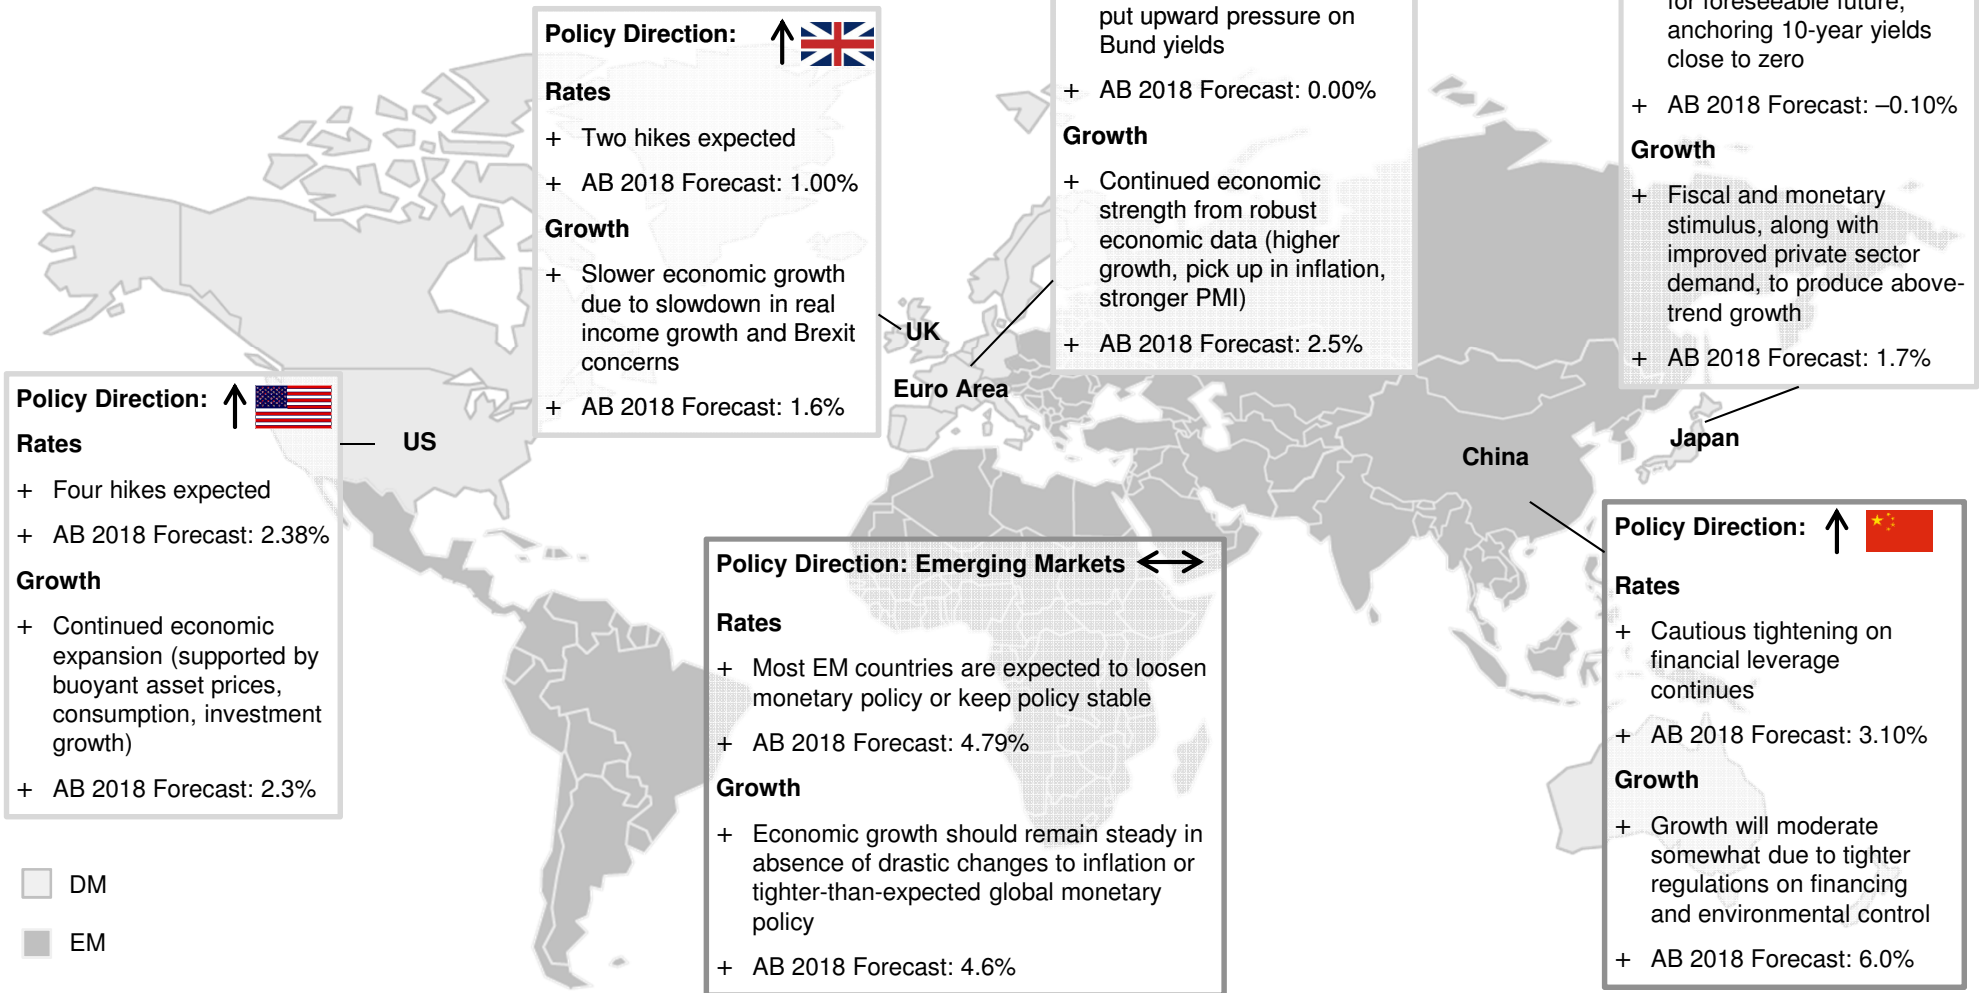 Policy Direction:
Rates
+ Two hikes expected
+ AB 2018 Forecast: 1.00%
Growth
+ Slower economic growth
due to slowdown in real
income growth and Brexit
concerns
+ AB 2018 Forecast: 1.6%
put upward pressure on
Bund yields
+ AB 2018 Forecast: 0.00%
Growth
+ Continued economic
strength from robust
economic data (higher
growth, pick up in inflation,
stronger PMI)
+ AB 2018 Forecast: 2.5%
for foreseeable future,
anchoring 10-year yields
close to zero
+ AB 2018 Forecast: –0.10%
Growth
+ Fiscal and monetary
stimulus, along with
improved private sector
demand, to produce above-
trend growth
+ AB 2018 Forecast: 1.7%
UK
Euro Area
US
China
Japan
Policy Direction:
Rates
+ Four hikes expected
+ AB 2018 Forecast: 2.38%
Growth
+ Continued economic
expansion (supported by
buoyant asset prices,
consumption, investment
growth)
+ AB 2018 Forecast: 2.3%
Policy Direction: Emerging Markets
Rates
+ Most EM countries are expected to loosen
monetary policy or keep policy stable
+ AB 2018 Forecast: 4.79%
Growth
+ Economic growth should remain steady in
absence of drastic changes to inflation or
tighter-than-expected global monetary
policy
+ AB 2018 Forecast: 4.6%
Policy Direction:
Rates
+ Cautious tightening on
financial leverage
continues
+ AB 2018 Forecast: 3.10%
Growth
+ Growth will moderate
somewhat due to tighter
regulations on financing
and environmental control
+ AB 2018 Forecast: 6.0%
DM
EM